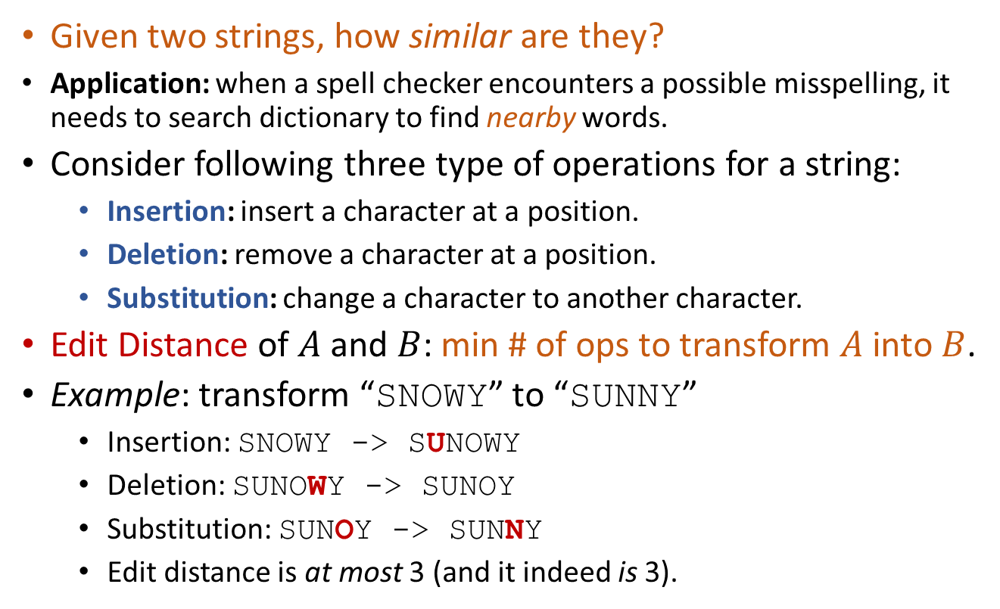 • Given two strings, how similar are they?
• Application: when a spell checker encounters a possible misspelling, it
needs to search dictionary to find nearby words.
• Consider following three type of operations for a string:
• Insertion: insert a character at a position.
• Deletion: remove a character at a position.
• Substitution: change a character to another character.
• Edit Distance of A and B: min # of ops to transform A into B.
• Example: transform “SNOWY” to “SUNNY”
• Insertion: SNOWY -> SUNOWY
• Deletion: SUNOWY -> SUNOY
• Substitution: SUNOY -> SUNNY
• Edit distance is at most 3 (and it indeed is 3).